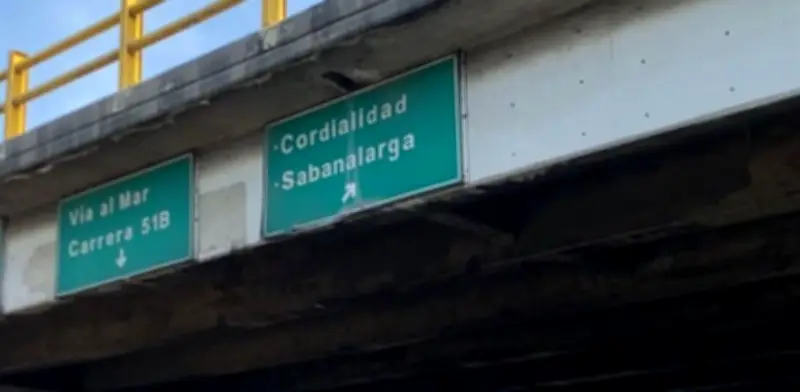 Vía al Mar
Carrera 51B
-Cordialidad
-Sabanalarga